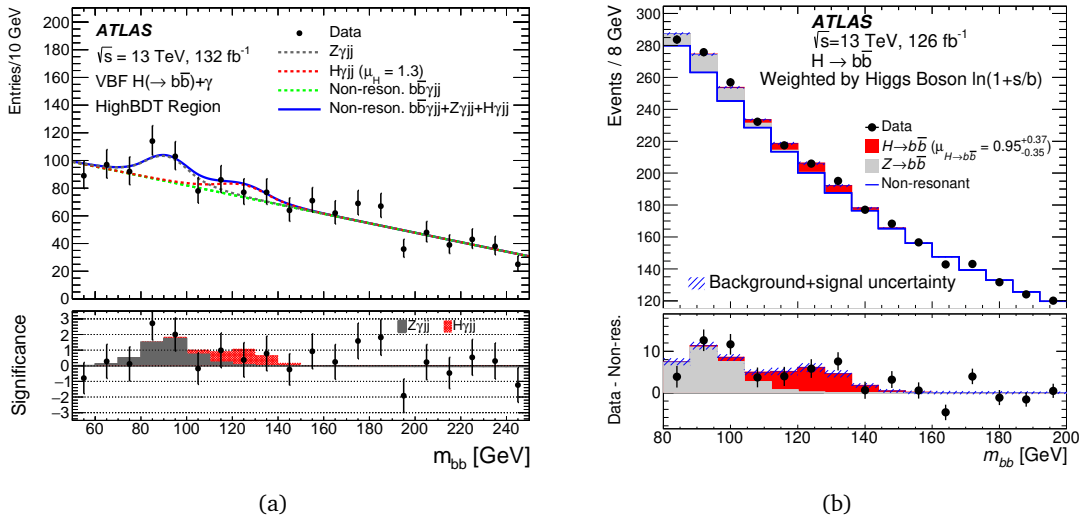 ATLAS
√s = 13 TeV, 132 fb⁻¹
VBF H(→ bb̅)+γ
HighBDT Region
Data
Zγjj
Hγjj (μ_H = 1.3)
Non-reson. bb̅γjj
Non-reson. bb̅γjj+Zγjj+Hγjj
Entries/10 GeV
200
180
160
140
120
100
80
60
40
20
0
Significance
3
2
1
0
−1
−2
−3
Zγjj
Hγjj
60 80 100 120 140 160 180 200 220 240
m_bb [GeV]
(a)
ATLAS
√s=13 TeV, 126 fb⁻¹
H → bb̅
Weighted by Higgs Boson ln(1+s/b)
Data
H→bb̅ (μ_H→bb̅ = 0.95 +0.37 -0.35)
Z→bb̅
Non-resonant
Background+signal uncertainty
Events / 8 GeV
300
280
260
240
220
200
180
160
140
120
Data - Non-res.
10
0
80 100 120 140 160 180 200
m_bb [GeV]
(b)